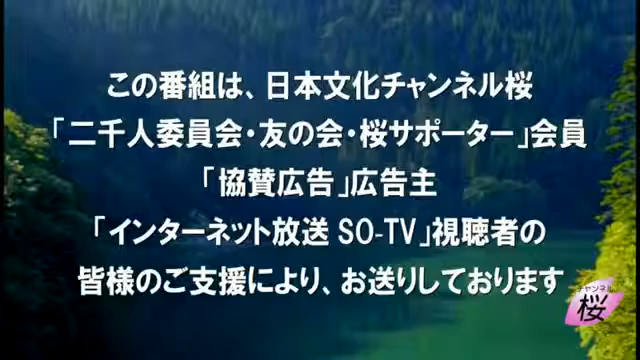 この番組は、日本文化チャンネル桜
「二千人委員会・友の会・桜サポーター」会員
「協賛広告」広告主
「インターネット放送 SO-TV」視聴者の
皆様のご支援により、お送りしております
チャンネル
桜